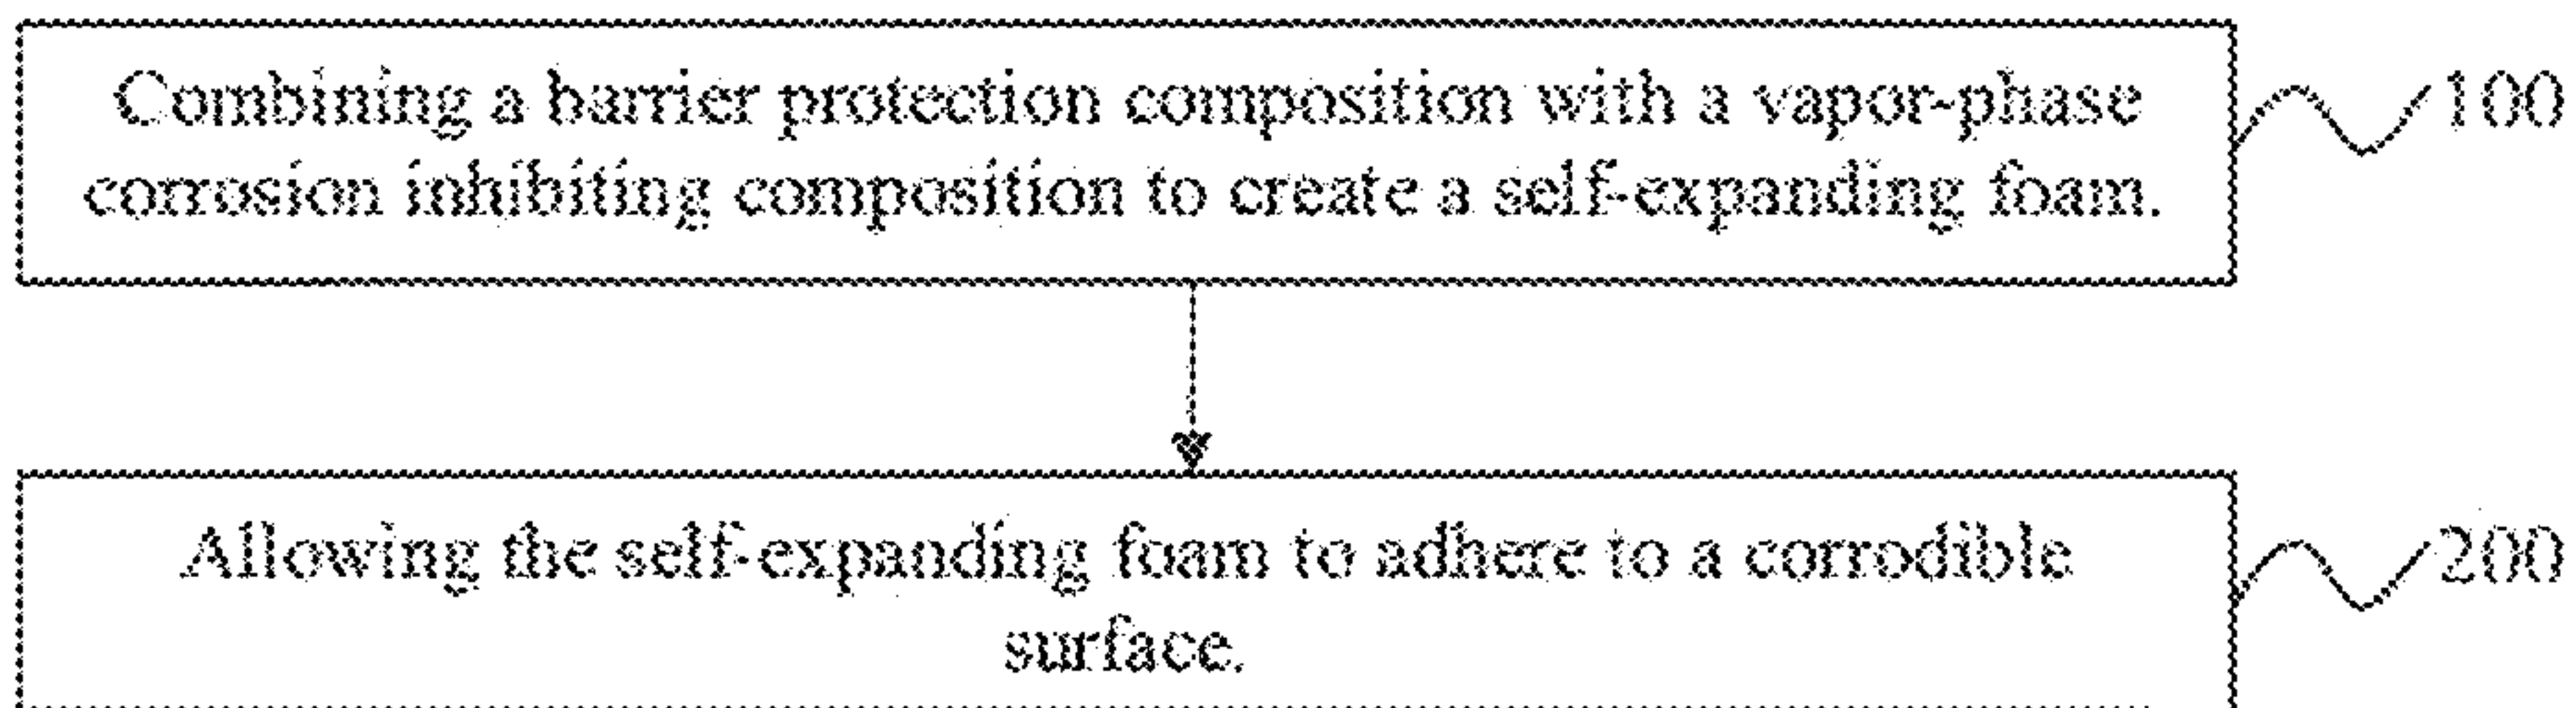 Combining a barrier protection composition with a vapor-phase
100
corrosion inhibiting composition to create a self-expanding foam.
Allowing the self-expanding foam to adhere to a corrodible
200
surface.